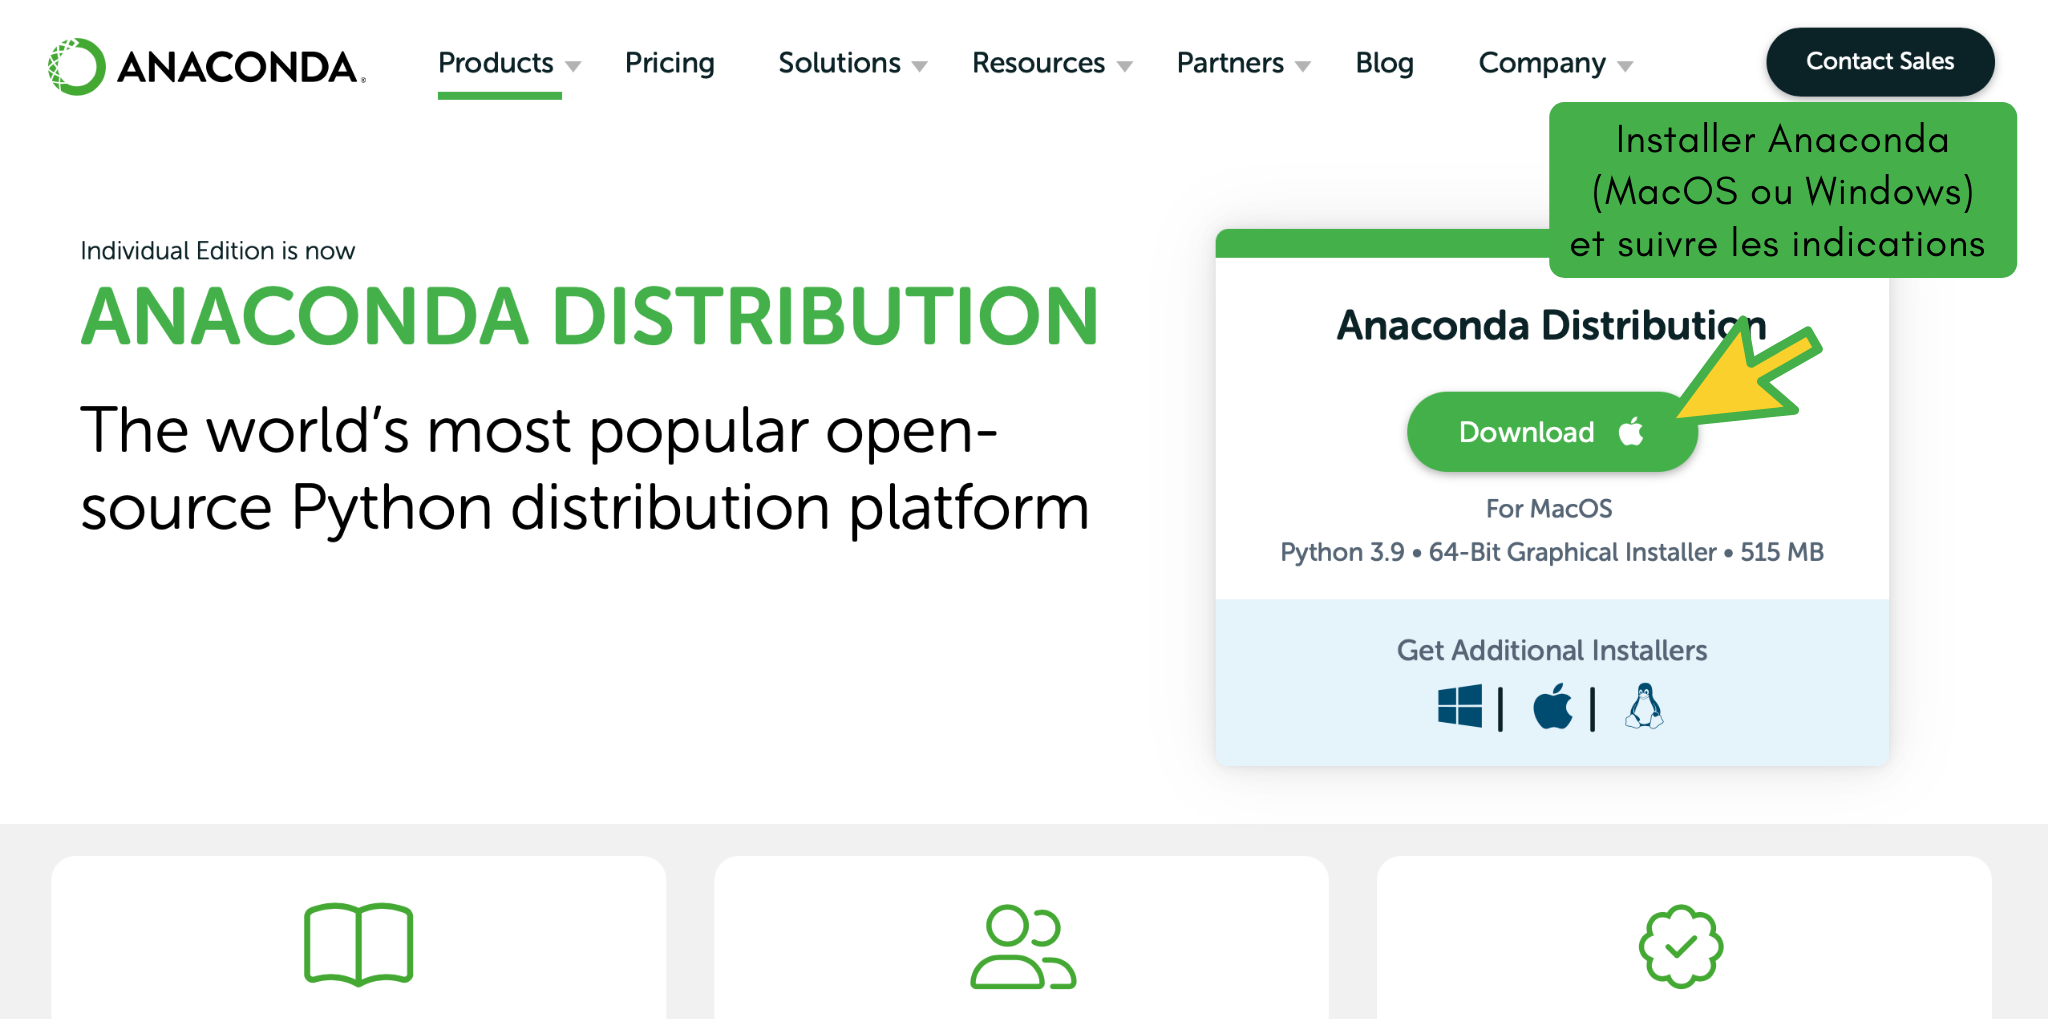 ANACONDA®
Products
Pricing
Solutions
Resources
Partners
Blog
Company
Contact Sales
Installer Anaconda
(MacOS ou Windows)
et suivre les indications
Individual Edition is now
ANACONDA DISTRIBUTION
The world's most popular open-
source Python distribution platform
Anaconda Distribution
Download
For MacOS
Python 3.9 • 64-Bit Graphical Installer • 515 MB
Get Additional Installers